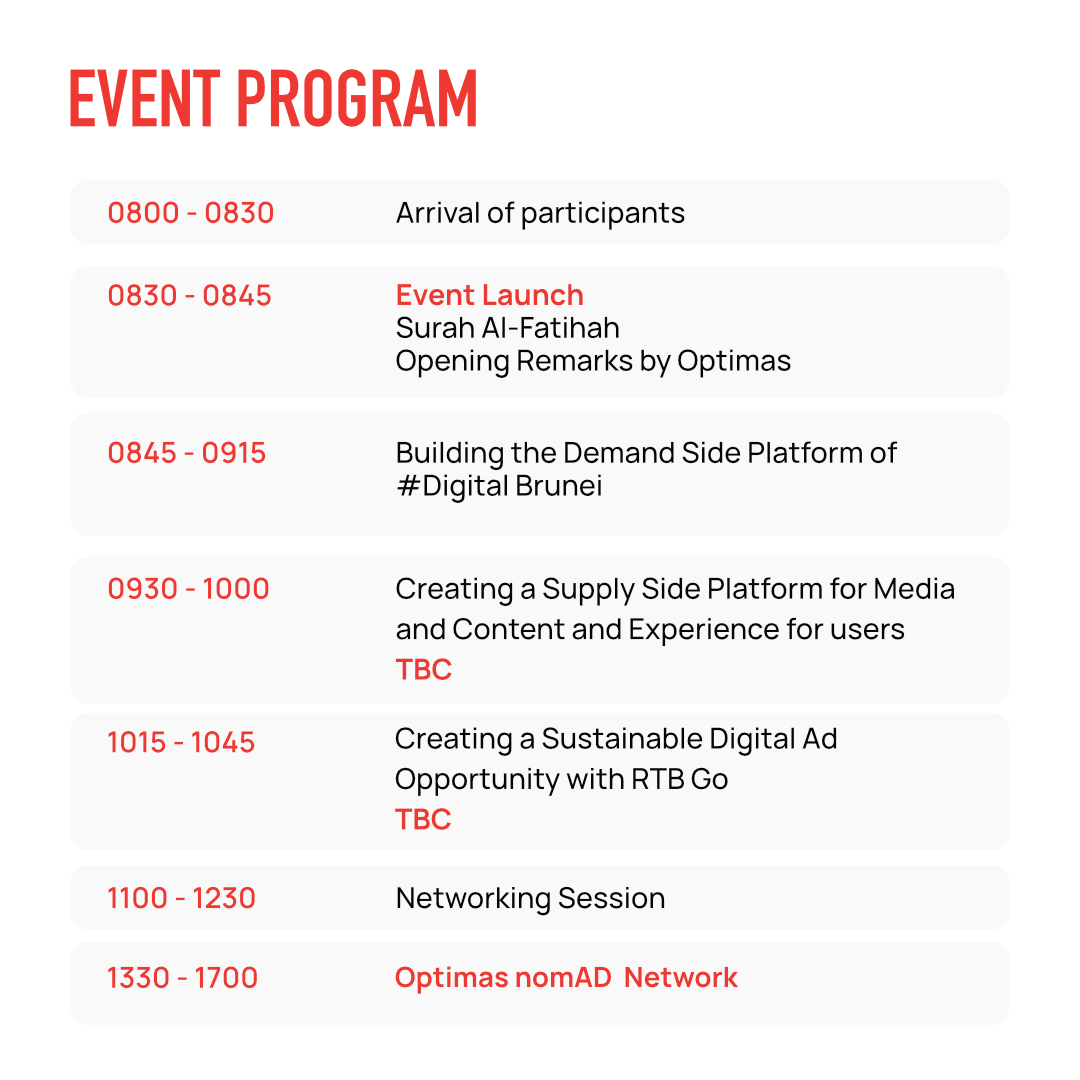 EVENT PROGRAM
0800 - 0830 Arrival of participants
0830 - 0845 Event Launch
Surah Al-Fatihah
Opening Remarks by Optimas
0845 - 0915 Building the Demand Side Platform of
#Digital Brunei
0930 - 1000 Creating a Supply Side Platform for Media
and Content and Experience for users
TBC
1015 - 1045 Creating a Sustainable Digital Ad
Opportunity with RTB Go
TBC
1100 - 1230 Networking Session
1330 - 1700 Optimas nomAD Network